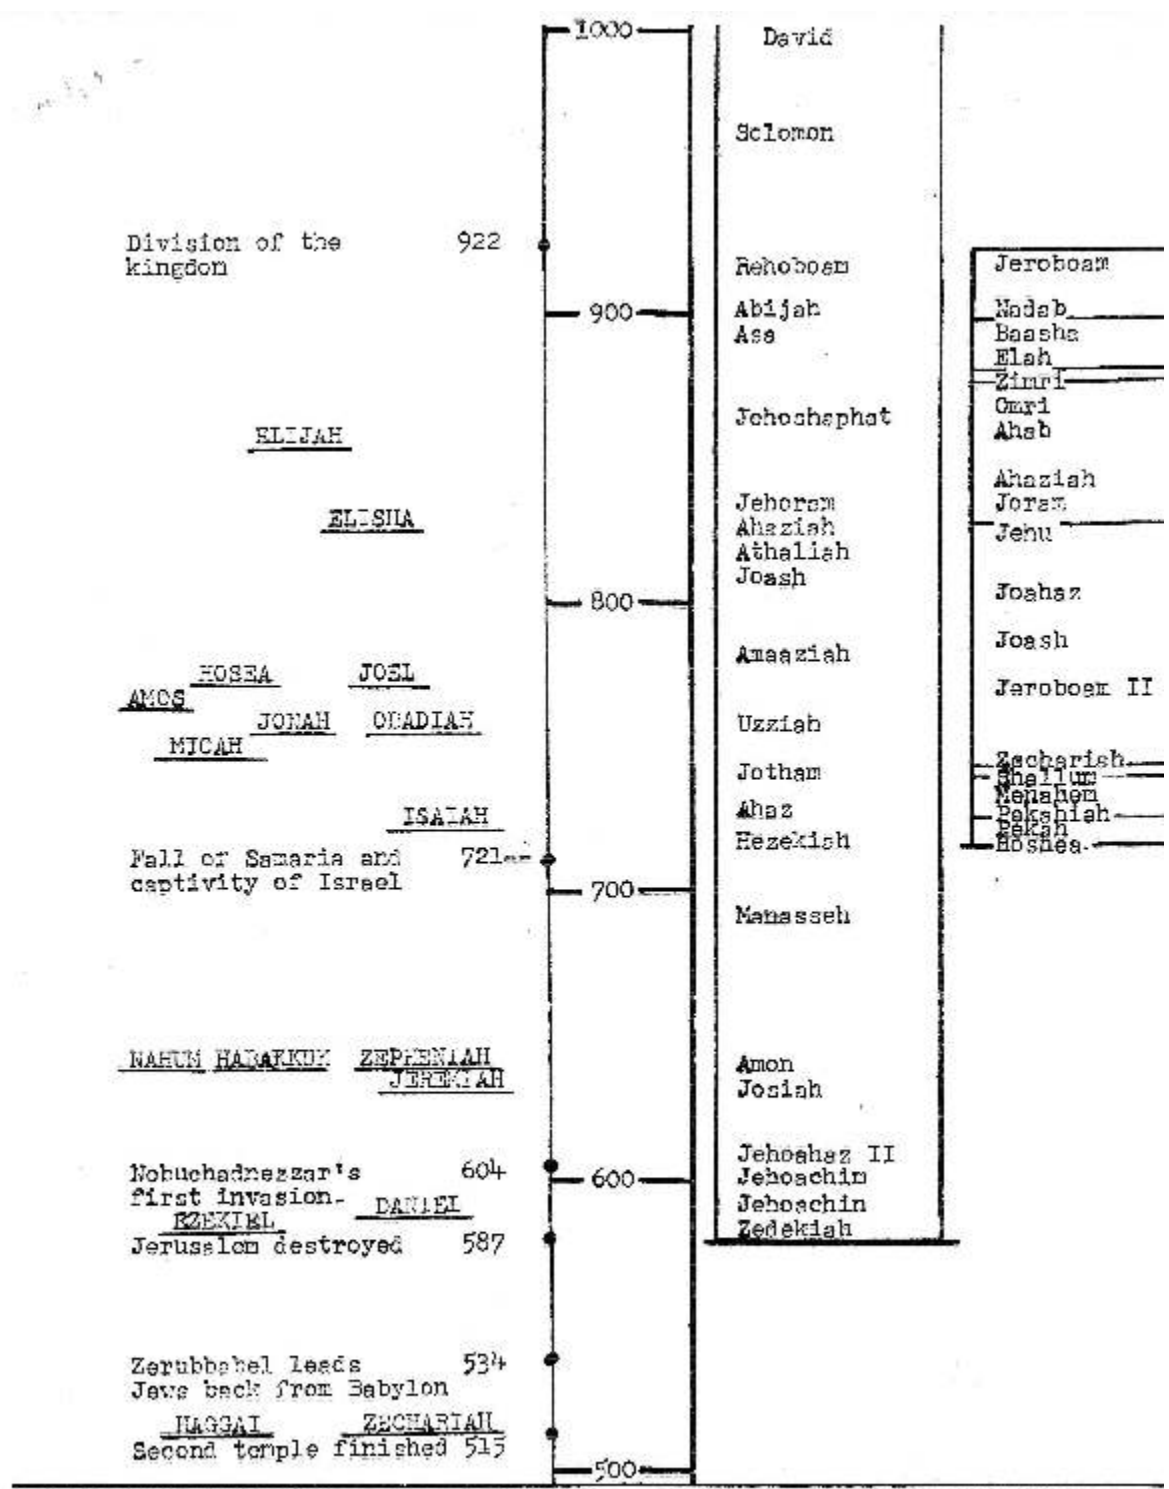 1000 David
Solomon
Division of the 922
kingdom
Rehoboam Jeroboam
900 Abijah Nadab
Asa Baasha
Elah
Zimri
Omri
Jehoshaphat
ELIJAH Ahab
Ahaziah
Jehoram Joram
ELISHA Ahaziah Jehu
Athaliah
Joash
800 Joahaz
Joash
Amaaziah
HOSEA JOEL
AMOS Jeroboam II
JONAH OBADIAH Uzziah
MICAH
Zachariah
Jotham Shallum
Menahem
ISAIAH Ahaz Pekahiah
Pekah
Hezekiah Hoshea
Fall of Samaria and 721
captivity of Israel
700
Manasseh
NAHUM HABAKKUK ZEPHENIAH Amon
JEREMIAH Josiah
Jehoahaz II
Nebuchadnezzar's 604 600 Jehoachim
first invasion.
DANIEL Jehoachin
EZEKIEL Zedekiah
Jerusalem destroyed 587
Zerubbabel leads 534
Jews back from Babylon
HAGGAI ZECHARIAH
Second temple finished 515
500